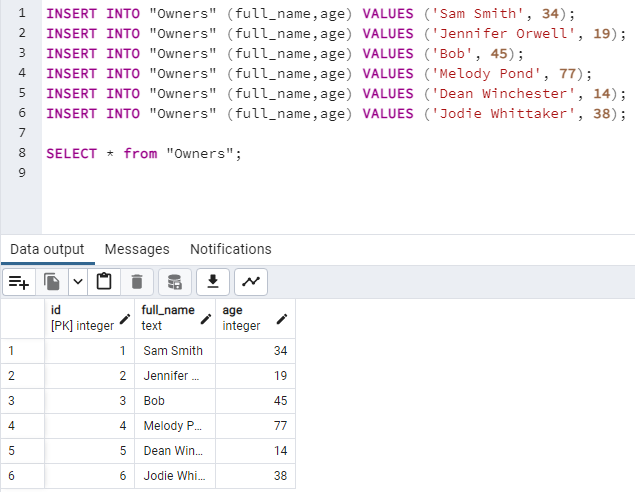 1 INSERT INTO "Owners" (full_name,age) VALUES ('Sam Smith', 34);
2 INSERT INTO "Owners" (full_name,age) VALUES ('Jennifer Orwell', 19);
3 INSERT INTO "Owners" (full_name,age) VALUES ('Bob', 45);
4 INSERT INTO "Owners" (full_name,age) VALUES ('Melody Pond', 77);
5 INSERT INTO "Owners" (full_name,age) VALUES ('Dean Winchester', 14);
6 INSERT INTO "Owners" (full_name,age) VALUES ('Jodie Whittaker', 38);
7
8 SELECT * from "Owners";
9
Data output Messages Notifications
id full_name age
[PK] integer text integer
1 1 Sam Smith 34
2 2 Jennifer ... 19
3 3 Bob 45
4 4 Melody P... 77
5 5 Dean Win... 14
6 6 Jodie Whi... 38